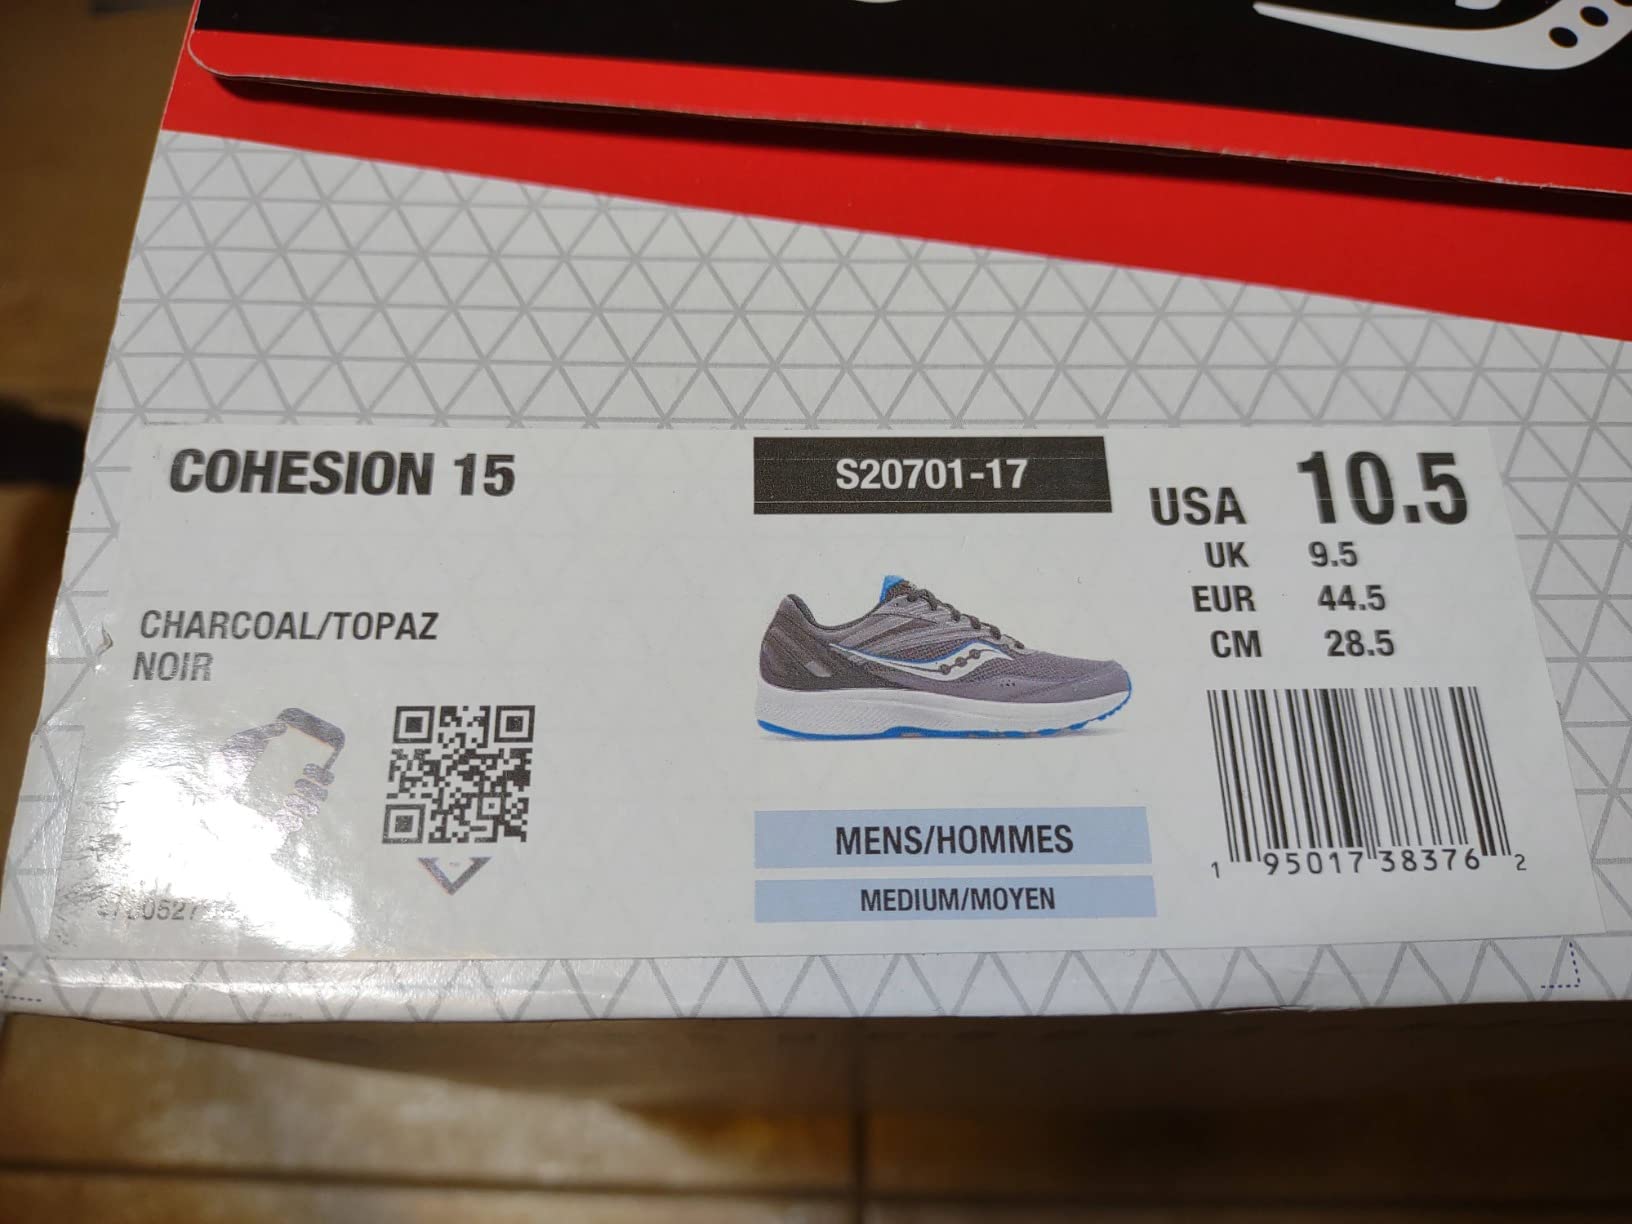 COHESION 15
S20701-17
USA 10.5
UK 9.5
EUR 44.5
CM 28.5
CHARCOAL/TOPAZ
NOIR
MENS/HOMMES
MEDIUM/MOYEN
1 95017 38376 2